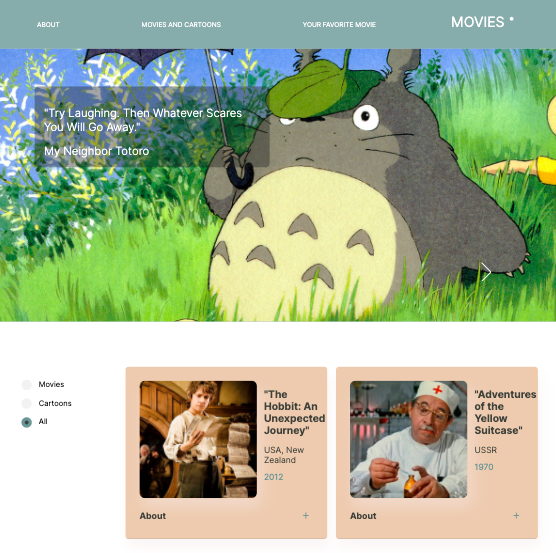 ABOUT
MOVIES AND CARTOONS
YOUR FAVORITE MOVIE
MOVIES
"Try Laughing. Then Whatever Scares
You Will Go Away."
My Neighbor Totoro
Movies
Cartoons
All
"The
Hobbit: An
Unexpected
Journey"
USA, New
Zealand
2012
About +
"Adventures
of the
Yellow
Suitcase"
USSR
1970
About +